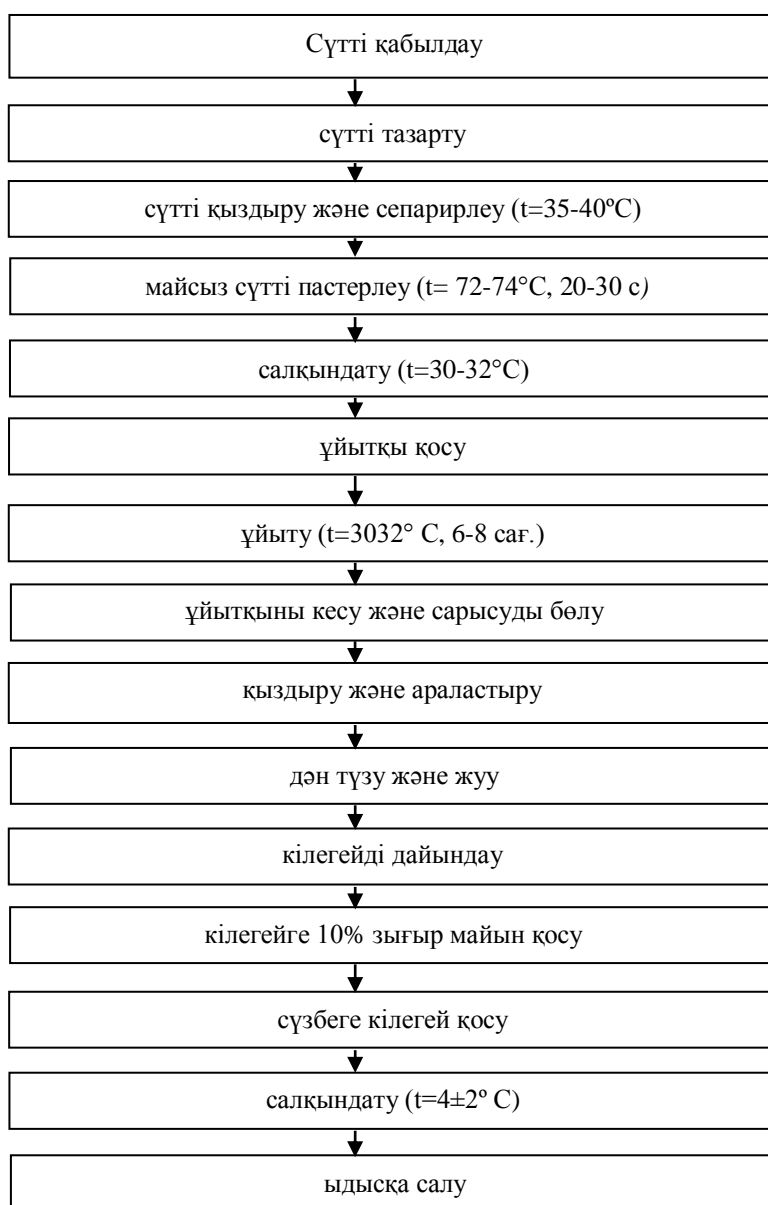 Сүтті қабылдау
сүтті тазарту
сүтті қыздыру және сепарирлеу (t=35-40ºС)
майсыз сүтті пастерлеу (t= 72-74°С, 20-30 с)
салқындату (t=30-32°С)
ұйытқы қосу
ұйыту (t=3032° С, 6-8 сағ.)
ұйытқыны кесу және сарысуды бөлу
қыздыру және араластыру
дән түзу және жуу
кілегейді дайындау
кілегейге 10% зығыр майын қосу
сүзбеге кілегей қосу
салқындату (t=4±2º С)
ыдысқа салу